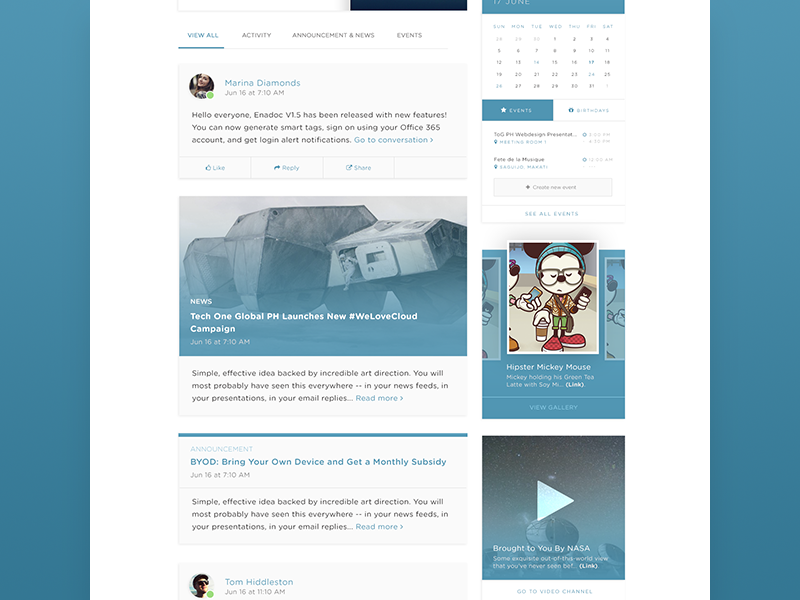 VIEW ALL
ACTIVITY
ANNOUNCEMENT & NEWS
EVENTS
Marina Diamonds
Jun 16 at 7:10 AM
Hello everyone, Enadoc V1.5 has been released with new features!
You can now generate smart tags, sign on using your Office 365
account, and get login alert notifications. Go to conversation >
Like
Reply
Share
NEWS
Tech One Global PH Launches New #WeLoveCloud
Campaign
Jun 16 at 7:10 AM
Simple, effective idea backed by incredible art direction. You will
most probably have seen this everywhere -- in your news feeds, in
your presentations, in your email replies... Read more >
ANNOUNCEMENT
BYOD: Bring Your Own Device and Get a Monthly Subsidy
Jun 16 at 7:10 AM
Simple, effective idea backed by incredible art direction. You will
most probably have seen this everywhere -- in your news feeds, in
your presentations, in your email replies... Read more >
Tom Hiddleston
Jun 16 at 11:10 AM
17 JUNE
SUN MON TUE WED THU FRI SAT
28 29 30 1 2 3 4
5 6 7 8 9 10 11
12 13 14 15 16 17 18
19 20 21 22 23 24 25
26 27 28 29 30 31 1
EVENTS
BIRTHDAYS
ToG PH Webdesign Presentat...
MEETING ROOM 1
Fete de la Musique
12:00 AM
SAGUIJO, MAKATI
Create new event
SEE ALL EVENTS
Hipster Mickey Mouse
Mickey holding his Green Tea
Latte with Soy Mi... (Link).
VIEW GALLERY
Brought to You By NASA
Some exquisite out-of-this-world view
that you've never seen bef... (Link).
GO TO VIDEO CHANNEL